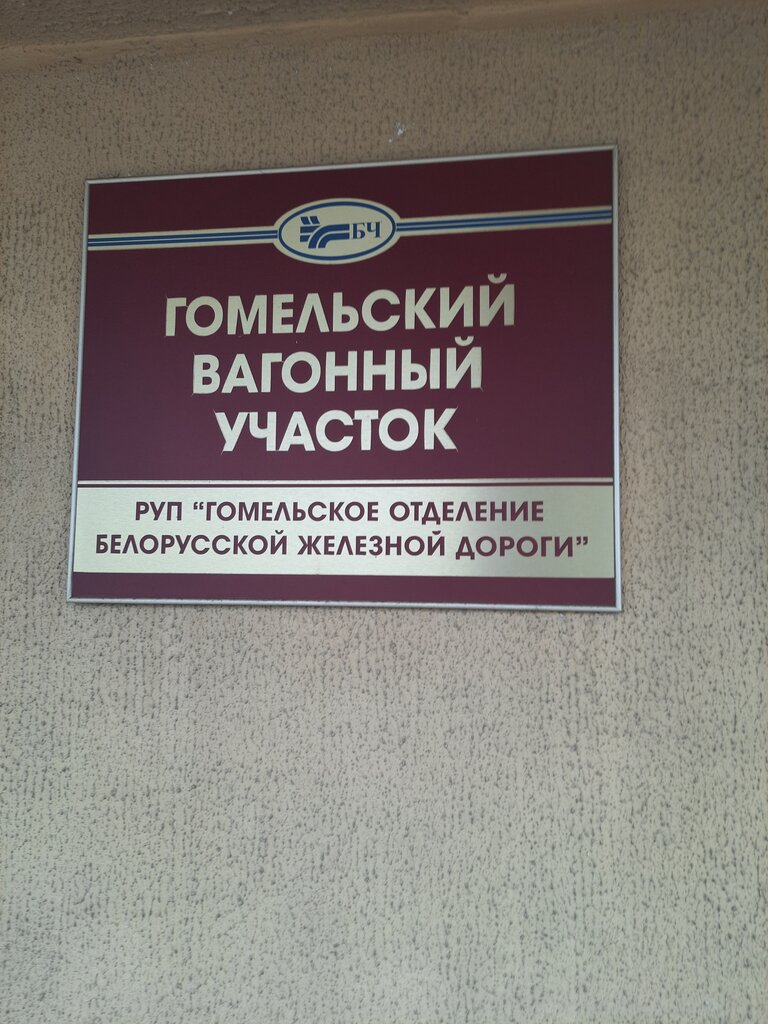 БЧ
ГОМЕЛЬСКИЙ
ВАГОННЫЙ
УЧАСТОК
РУП “ГОМЕЛЬСКОЕ ОТДЕЛЕНИЕ
БЕЛОРУССКОЙ ЖЕЛЕЗНОЙ ДОРОГИ”